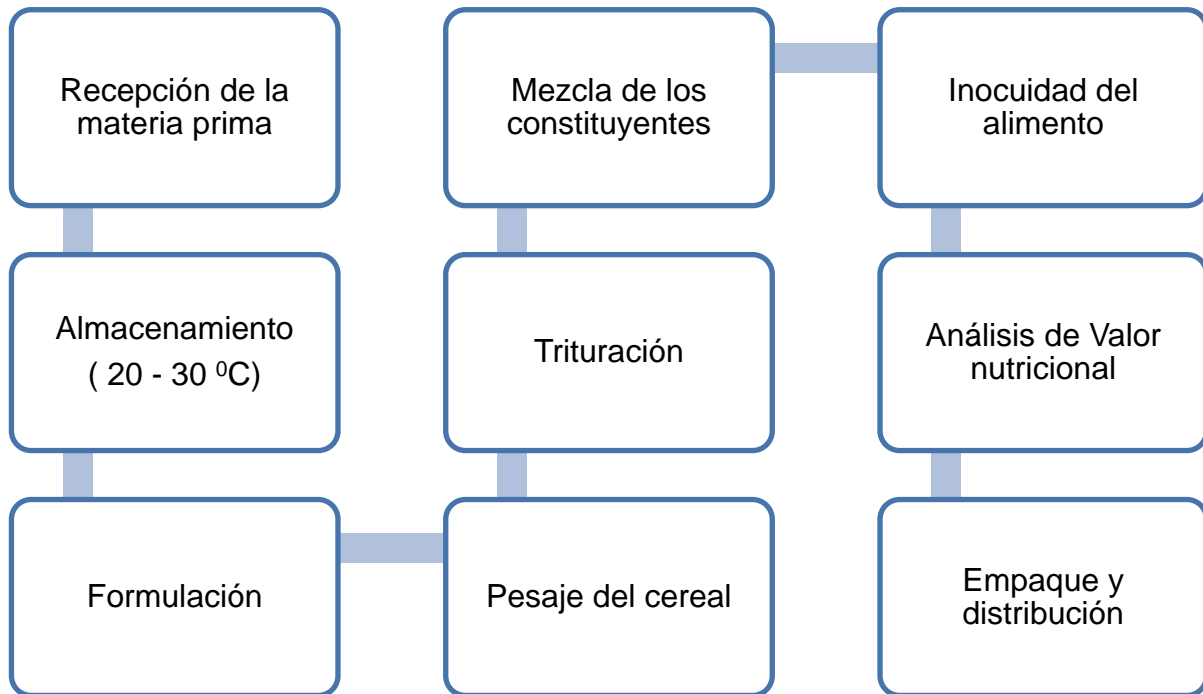 Recepción de la
materia prima
Almacenamiento
( 20 - 30 ⁰C)
Formulación
Pesaje del cereal
Trituración
Mezcla de los
constituyentes
Inocuidad del
alimento
Análisis de Valor
nutricional
Empaque y
distribución